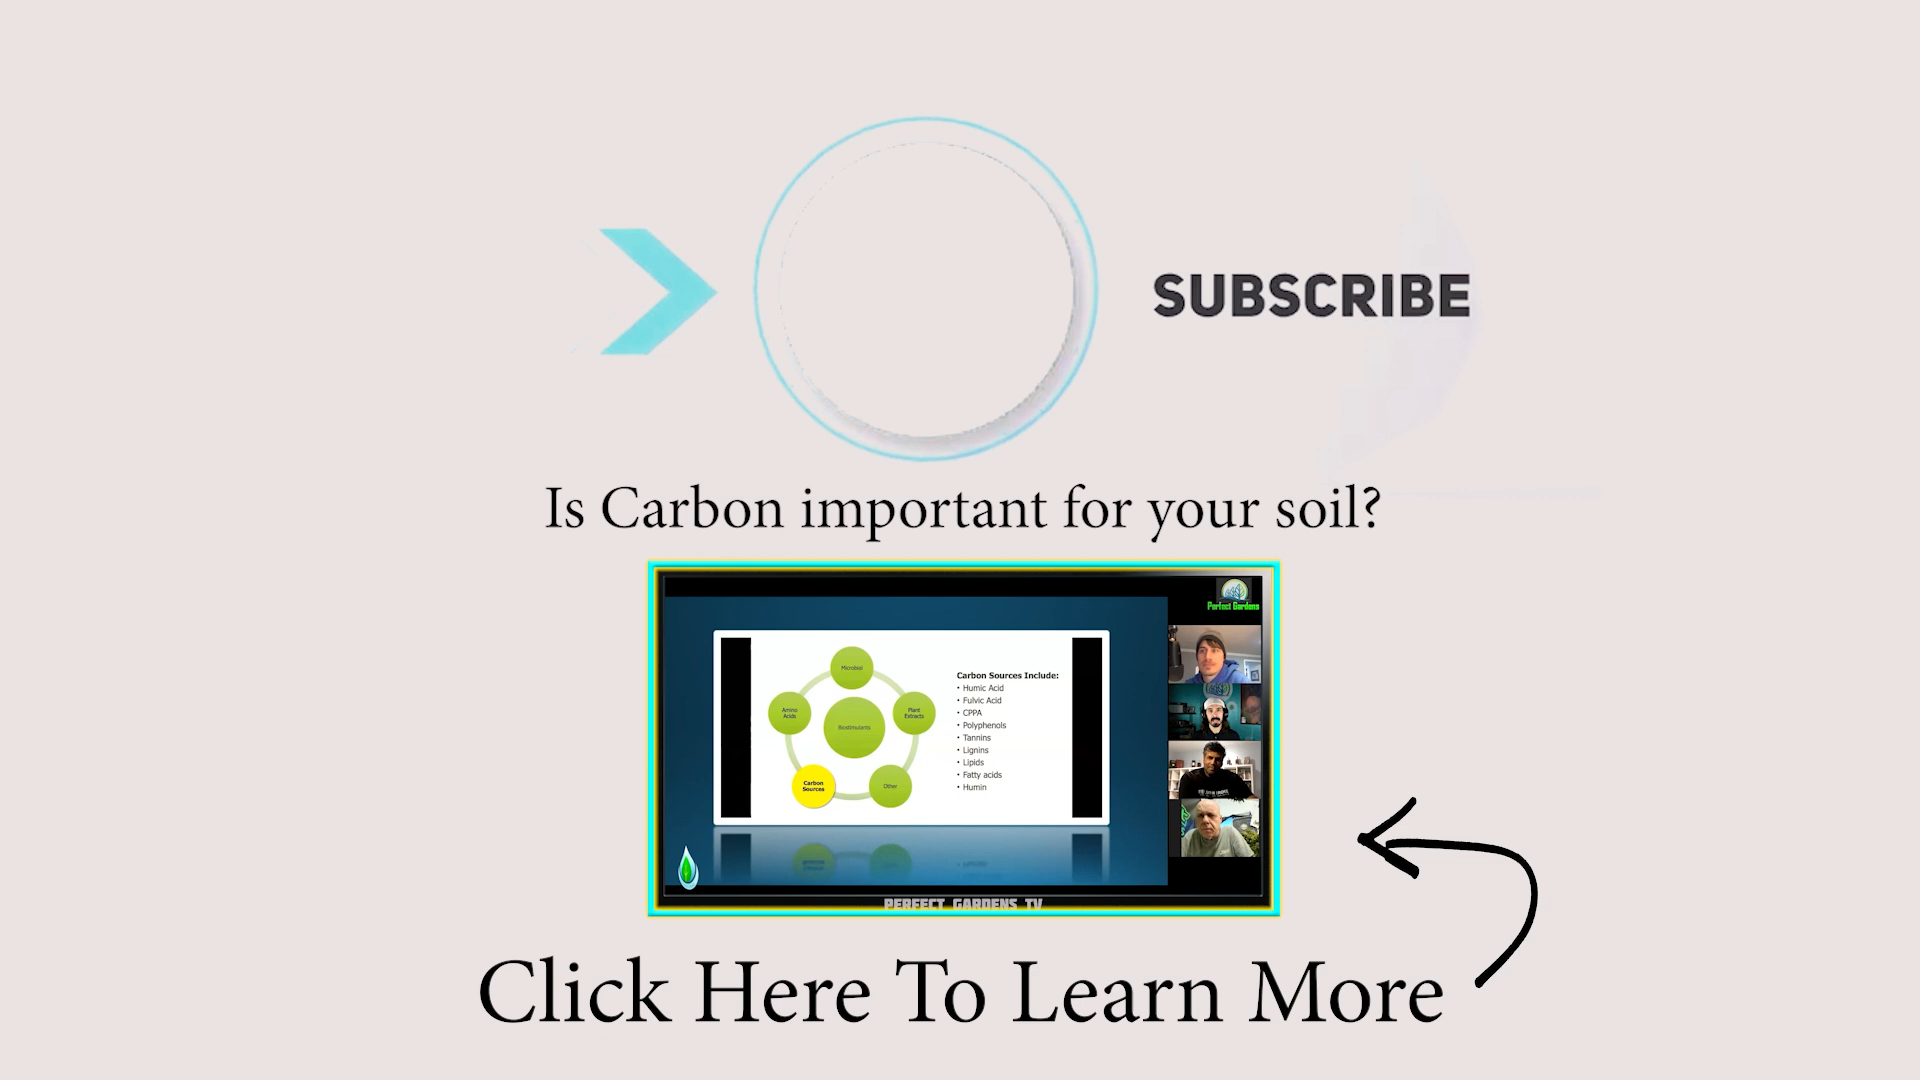 SUBSCRIBE
Is Carbon important for your soil?
Perfect Gardens
Microbial
Amino
Acids
Biostimulants
Plant
Extracts
Carbon
Sources
Other
Carbon Sources Include:
• Humic Acid
• Fulvic Acid
• CPPA
• Polyphenols
• Tannins
• Lignins
• Lipids
• Fatty acids
• Humin
PERFECT GARDENS TV
Click Here To Learn More